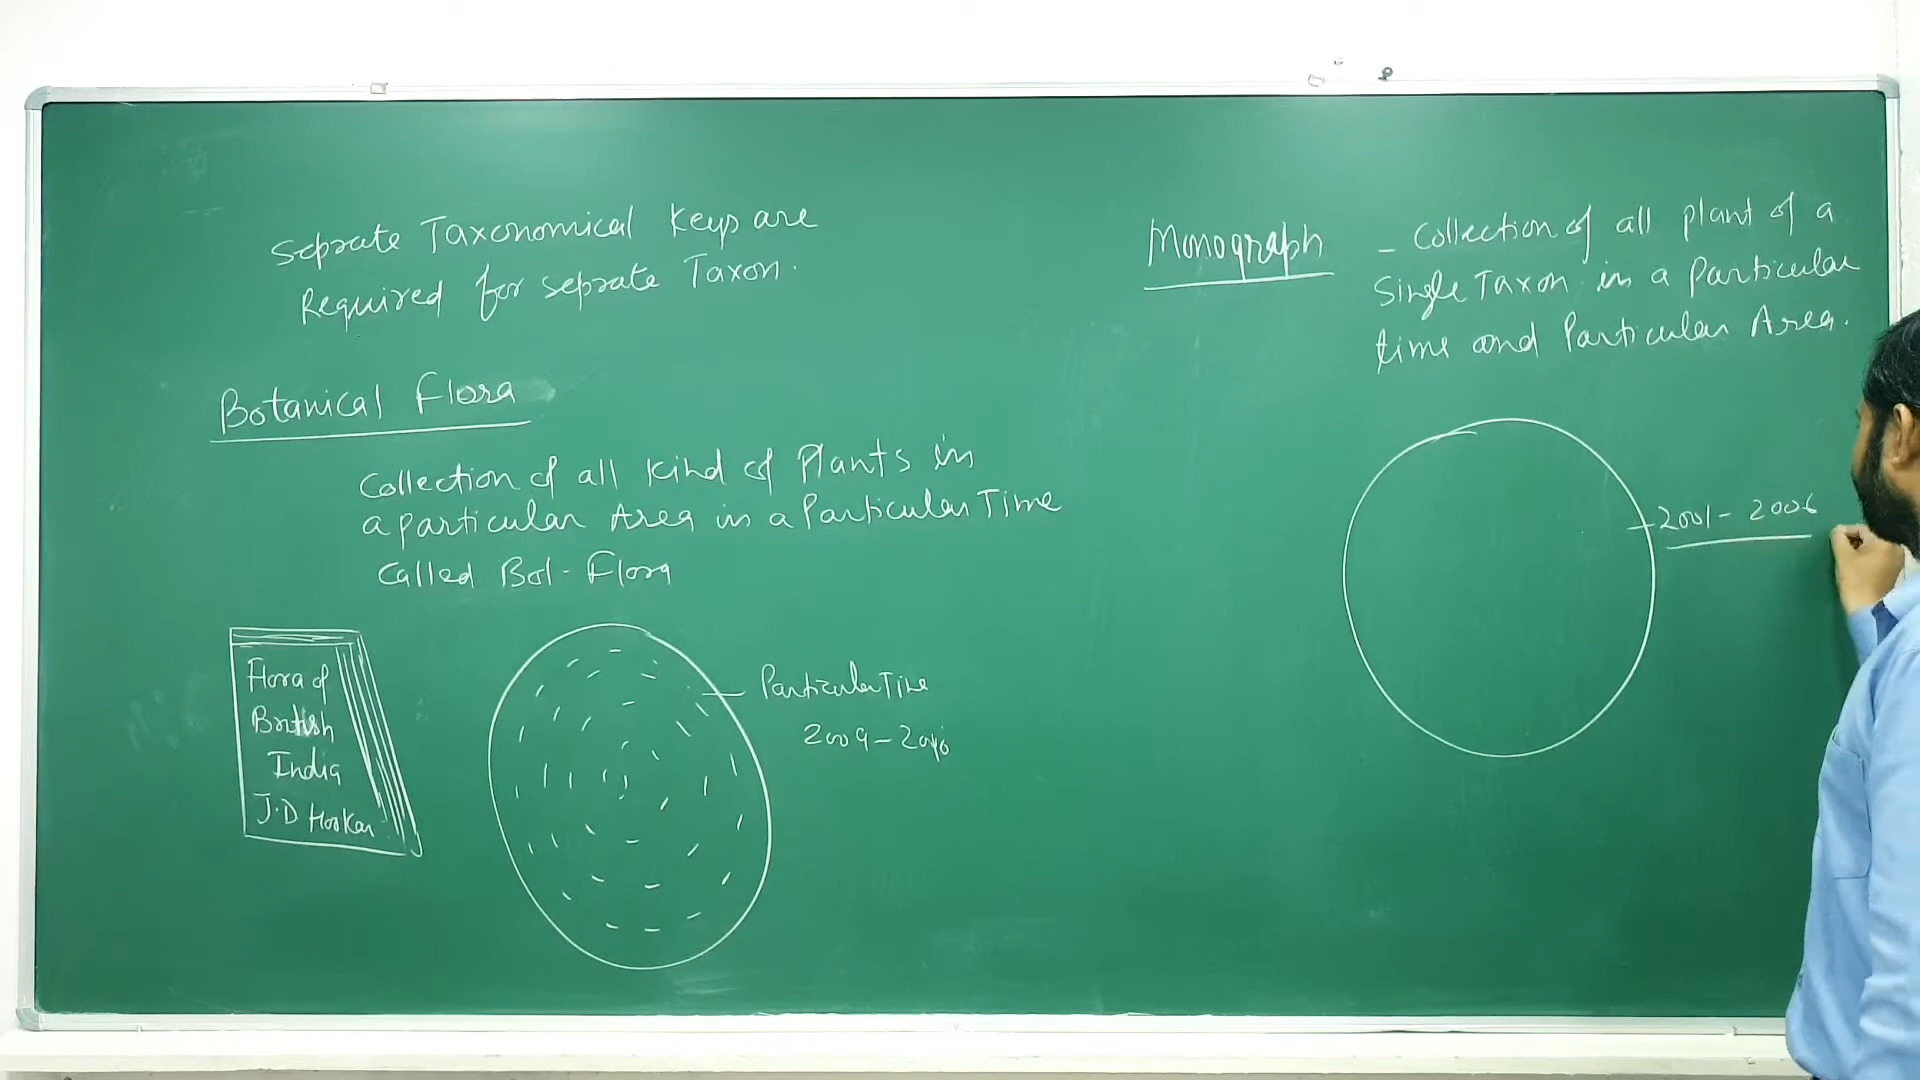 Seprate Taxonomical Keys are
Required for seprate Taxon.
Botanical Flora
Collection of all kind of Plants in
a particular Area in a Particular Time
Called Bot - Flora
Flora of
British
India
J.D Hooker
Particular Time
2009 -
Monograph
- Collection of all plant of a
Single Taxon in a Particular
time and Particular Area.
2001 - 2006